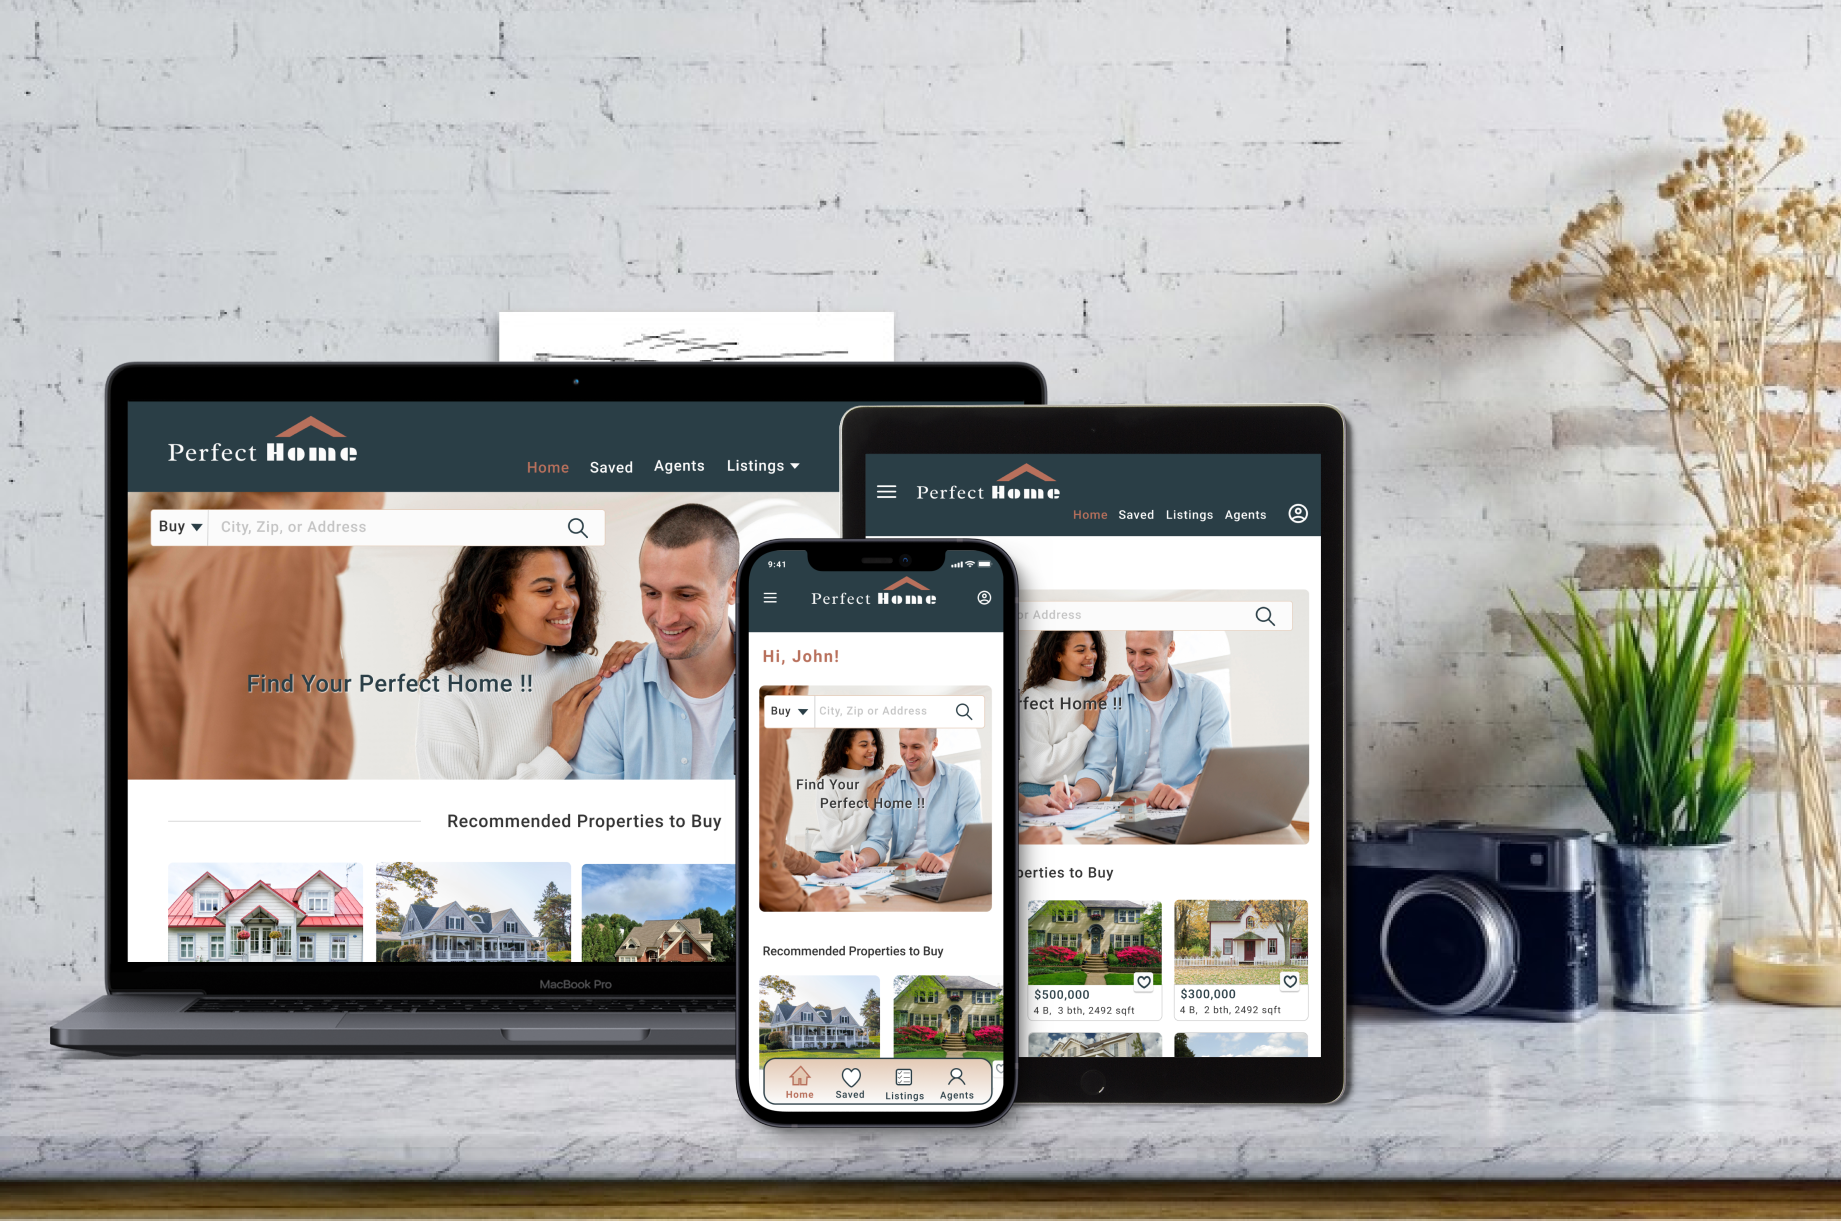 Perfect Home
Home Saved Agents Listings
Buy City, Zip, or Address
Find Your Perfect Home !!
Recommended Properties to Buy
MacBook Pro
9:41
Perfect Home
Hi, John!
Buy City, Zip or Address
Find Your
Perfect Home !!
Recommended Properties to Buy
Home Saved Listings Agents
Perfect Home
Home Saved Listings Agents
or Address
rfect Home !!
perties to Buy
$500,000
4 B, 3 bth, 2492 sqft
$300,000
4 B, 2 bth, 2492 sqft